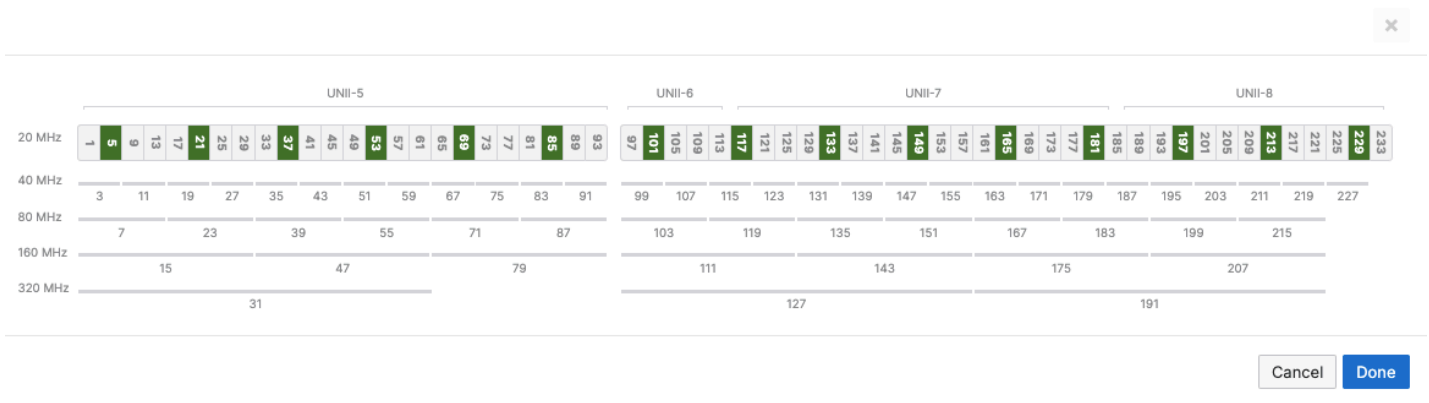 ×
UNII-5 UNII-6 UNII-7 UNII-8
20 MHz 1 5 9 13 17 21 25 29 33 37 41 45 49 53 57 61 65 69 73 77 81 85 89 93 97 101 105 109 113 117 121 125 129 133 137 141 145 149 153 157 161 165 169 173 177 181 185 189 193 197 201 205 209 213 217 221 225 229 233
40 MHz
3 11 19 27 35 43 51 59 67 75 83 91 99 107 115 123 131 139 147 155 163 171 179 187 195 203 211 219 227
80 MHz
7 23 39 55 71 87 103 119 135 151 167 183 199 215
160 MHz
15 47 79 111 143 175 207
320 MHz
31 127 191
Cancel Done